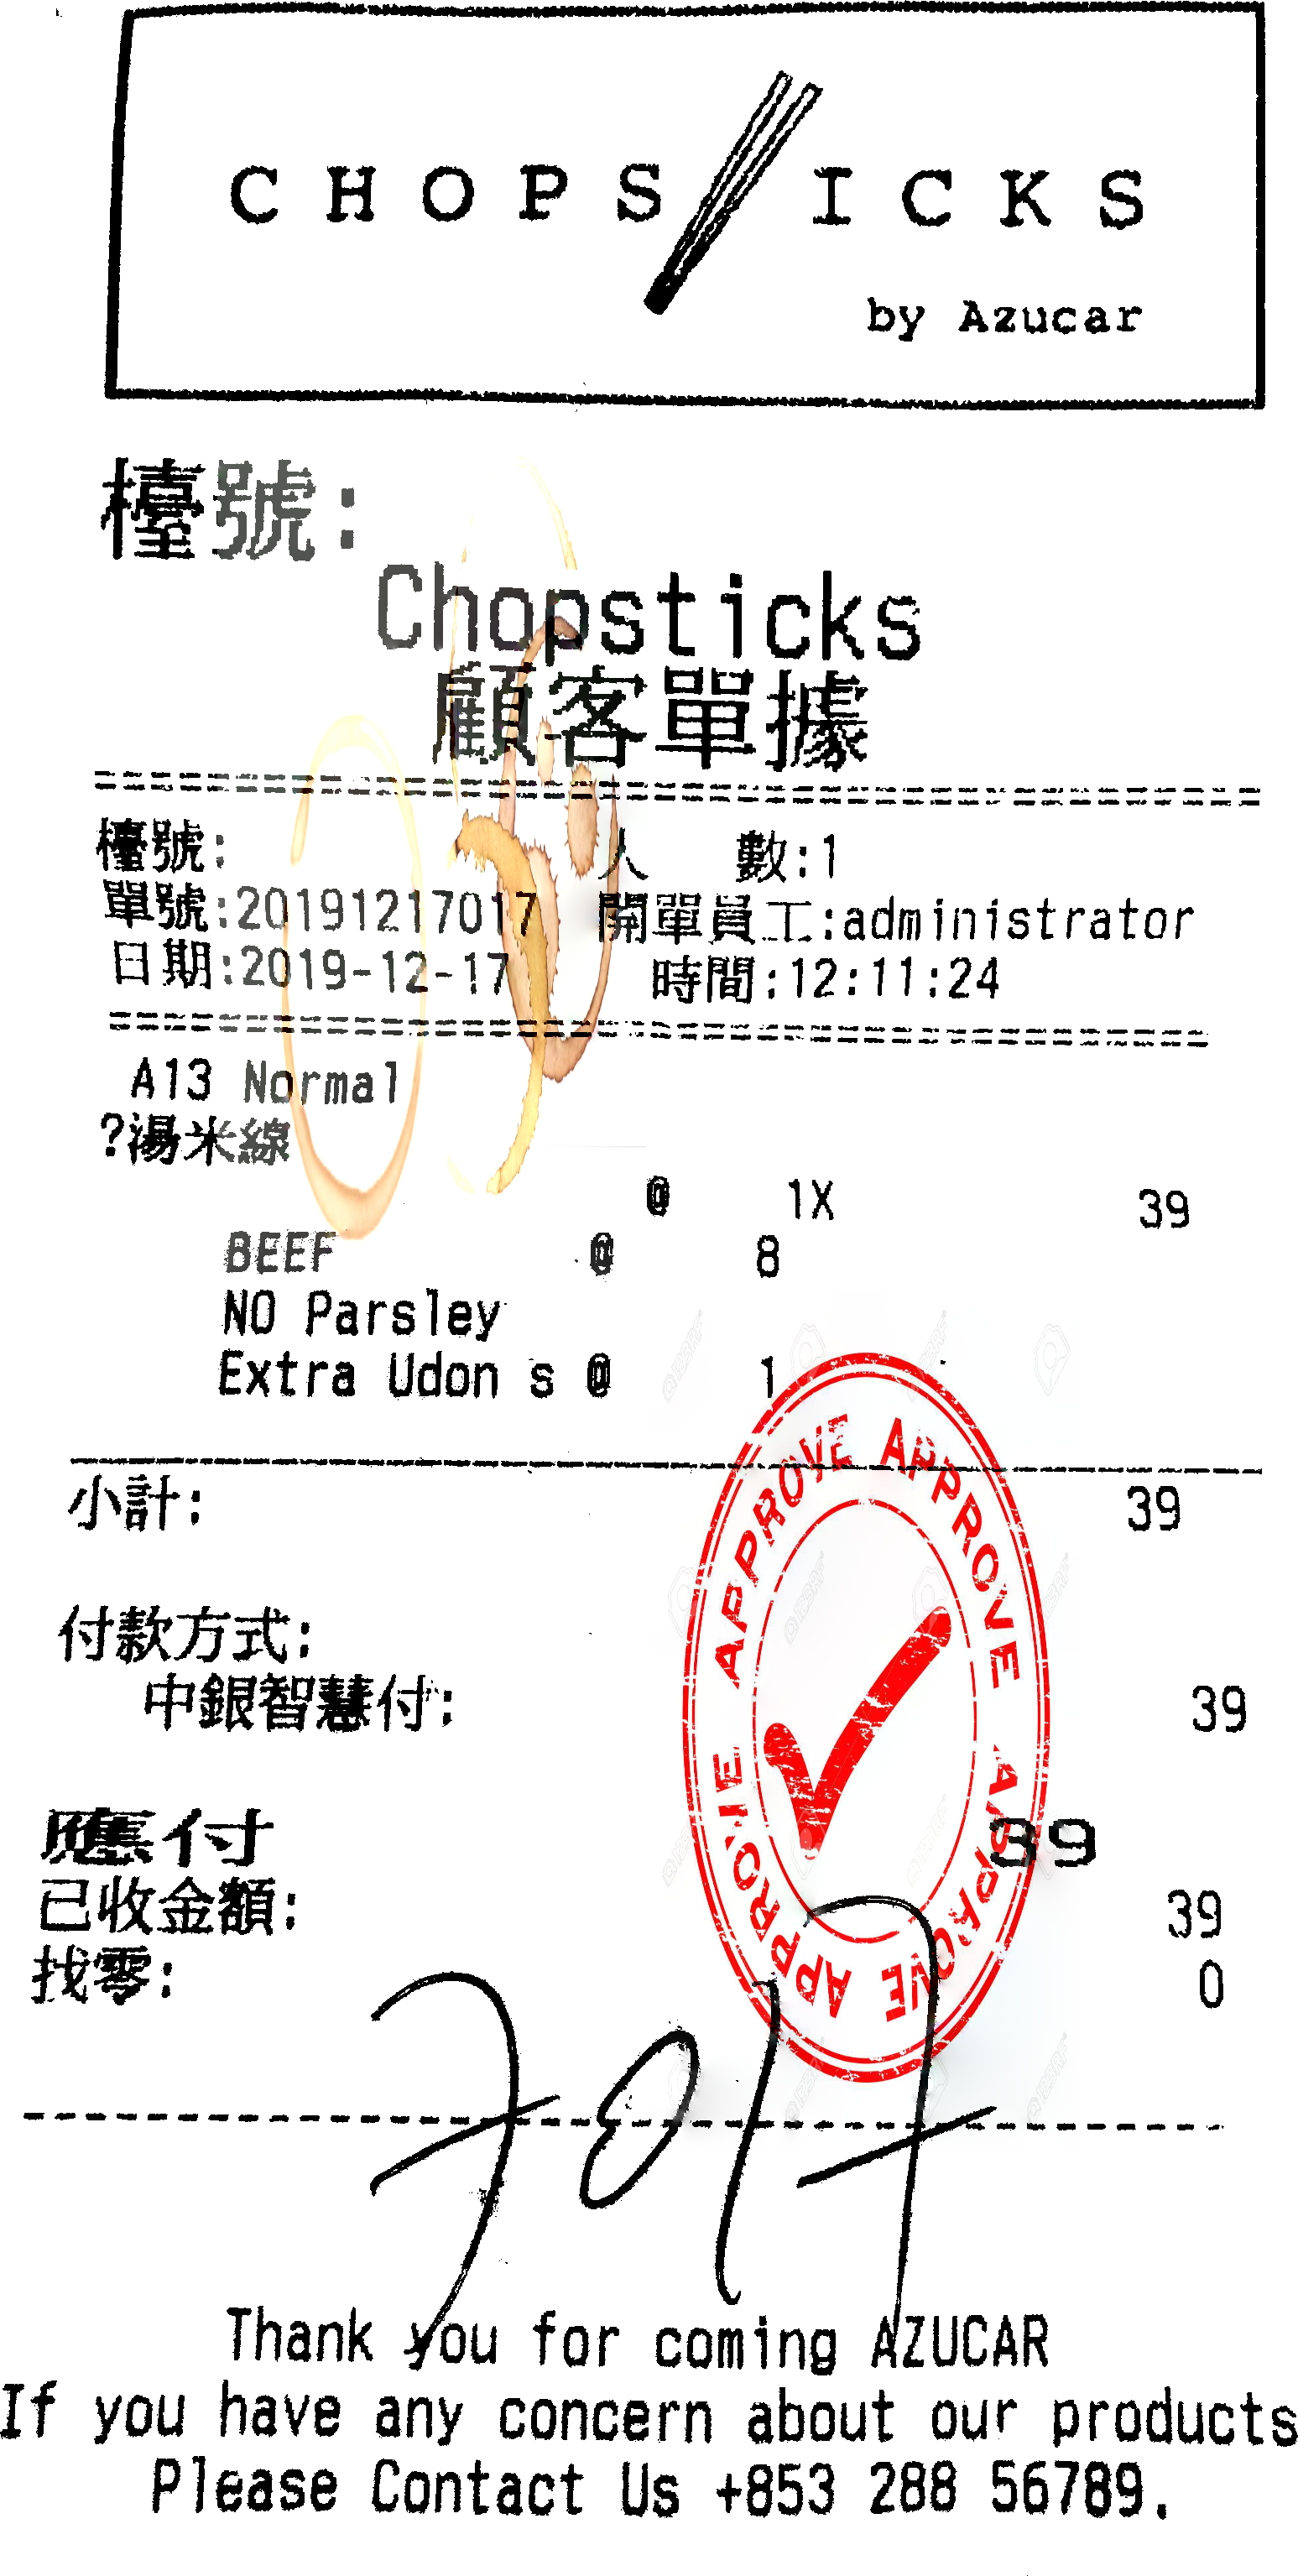 CHOPS ICKS
by Azucar
檯號:
Chopsticks
顧客單據
檯號: 人 數:1
單號:20191217017 開單員工:administrator
日期:2019-12-17 時間:12:11:24
A13 Normal
?湯米線
@ 1X 39
BEEF @ 8
NO Parsley
Extra Udon s @ 1
小計: 39
付款方式:
中銀智慧付: 39
應付 39
已收金額: 39
找零: 0
APPROVE APPROVE APPROVE APPROVE APPROVE
7017
Thank you for coming AZUCAR
If you have any concern about our products
Please Contact Us +853 288 56789.